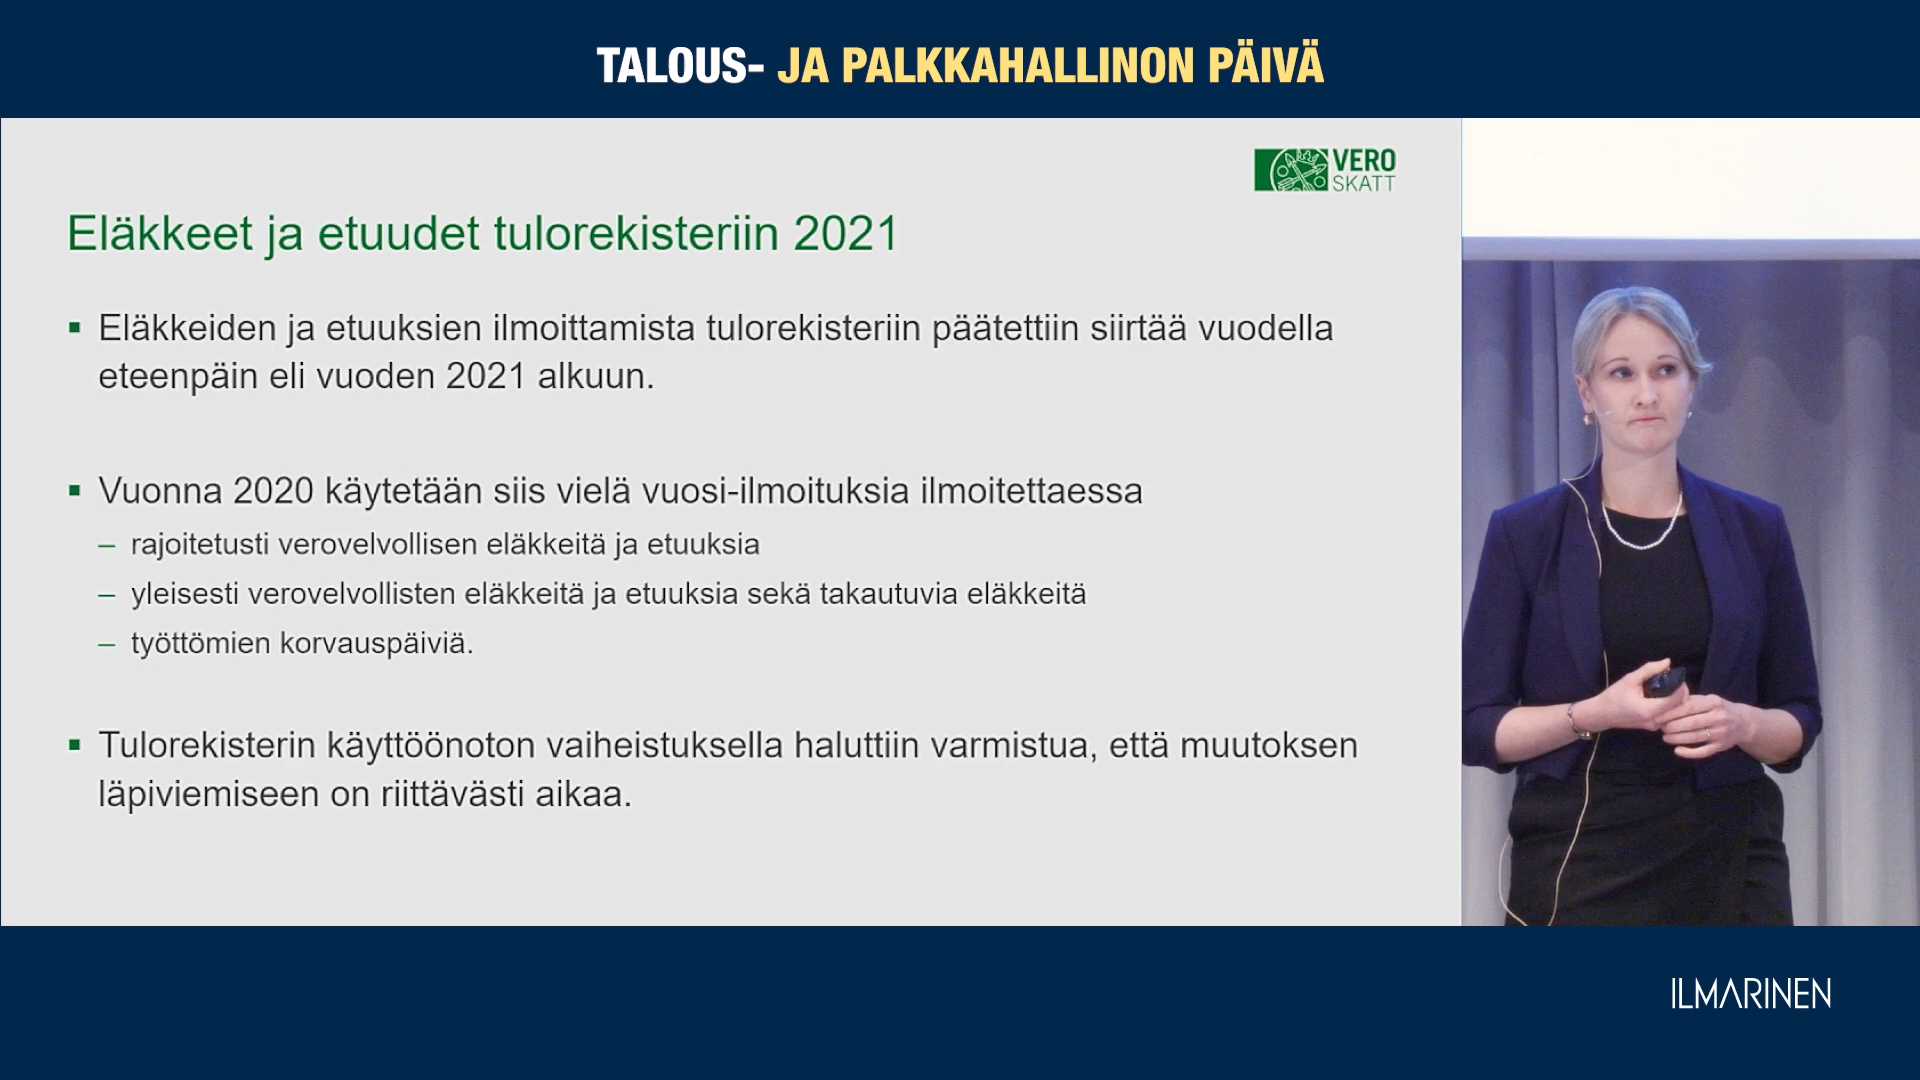 TALOUS- JA PALKKAHALLINON PÄIVÄ
VERO
SKATT
Eläkkeet ja etuudet tulorekisteriin 2021
▪ Eläkkeiden ja etuuksien ilmoittamista tulorekisteriin päätettiin siirtää vuodella
eteenpäin eli vuoden 2021 alkuun.
▪ Vuonna 2020 käytetään siis vielä vuosi-ilmoituksia ilmoitettaessa
– rajoitetusti verovelvollisen eläkkeitä ja etuuksia
– yleisesti verovelvollisten eläkkeitä ja etuuksia sekä takautuvia eläkkeitä
– työttömien korvauspäiviä.
▪ Tulorekisterin käyttöönoton vaiheistuksella haluttiin varmistua, että muutoksen
läpiviemiseen on riittävästi aikaa.
ILMARINEN